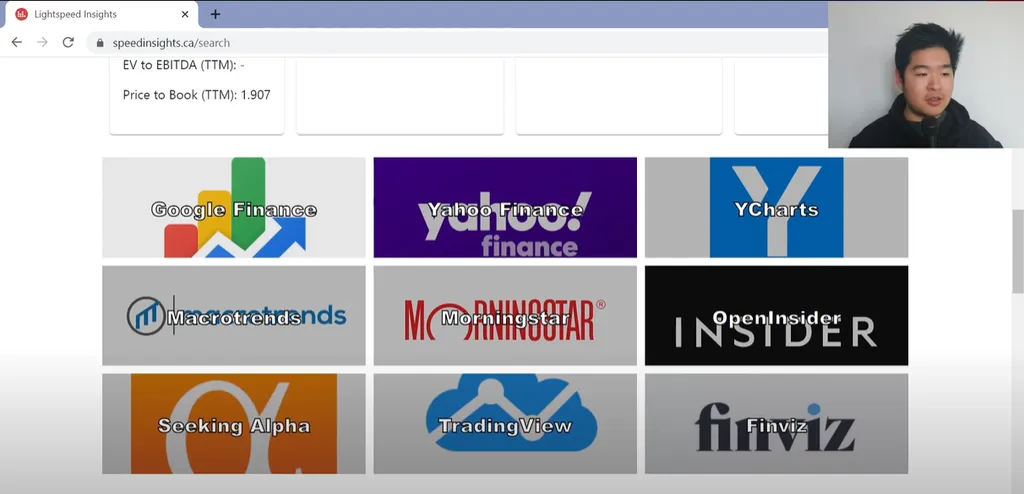 Lightspeed Insights
speedinsights.ca/search
EV to EBITDA (TTM): -
Price to Book (TTM): 1.907
Google Finance
Yahoo Finance
yahoo!
finance
YCharts
Y
Macrotrends
macrotrends
Morningstar
MORNINGSTAR®
OpenInsider
INSIDER
Seeking Alpha
α
TradingView
Finviz
finviz